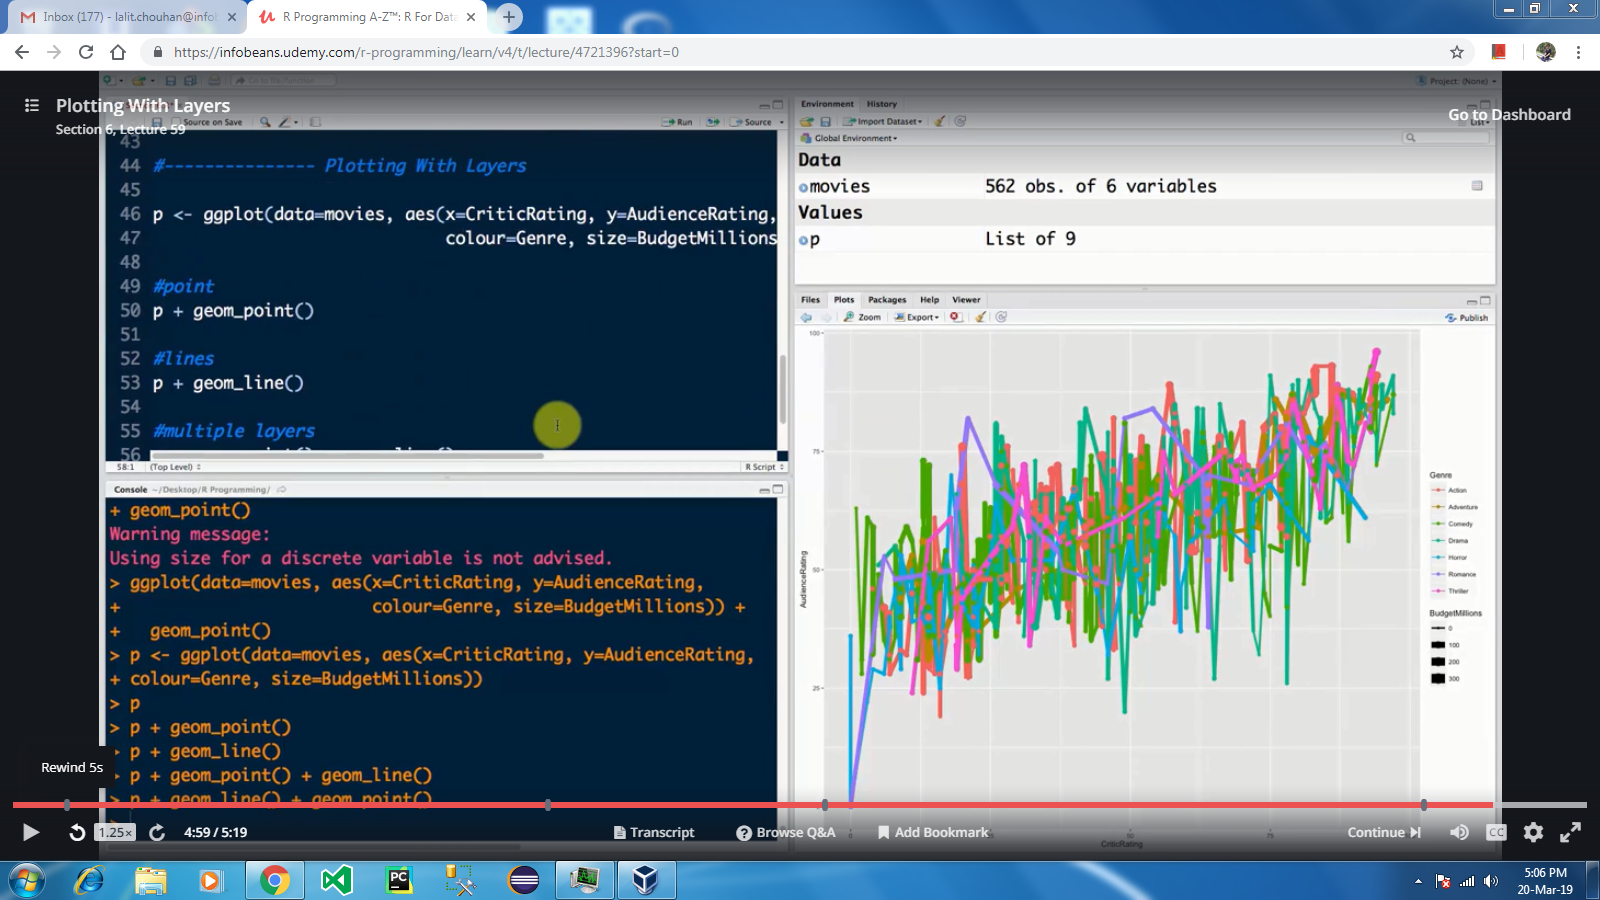 Inbox (177) - lalit.chouhan@infob
R Programming A-Z™: R For Data
https://infobeans.udemy.com/r-programming/learn/v4/t/lecture/4721396?start=0
Project: (None)
Plotting With Layers
Section 6, Lecture 59
Go to Dashboard
Source on Save
Run
Source
43
44 #--------------- Plotting With Layers
45
46 p <- ggplot(data=movies, aes(x=CriticRating, y=AudienceRating,
47 colour=Genre, size=BudgetMillions
48
49 #point
50 p + geom_point()
51
52 #lines
53 p + geom_line()
54
55 #multiple layers
56
58:1 (Top Level) R Script
Environment History
Import Dataset
List
Global Environment
Data
movies 562 obs. of 6 variables
Values
p List of 9
Files Plots Packages Help Viewer
Zoom Export Publish
Console ~/Desktop/R Programming/
+ geom_point()
Warning message:
Using size for a discrete variable is not advised.
> ggplot(data=movies, aes(x=CriticRating, y=AudienceRating,
+ colour=Genre, size=BudgetMillions)) +
+ geom_point()
> p <- ggplot(data=movies, aes(x=CriticRating, y=AudienceRating,
+ colour=Genre, size=BudgetMillions))
> p
> p + geom_point()
> p + geom_line()
> p + geom_point() + geom_line()
> p + geom_line() + geom_point()
100
75
50
25
AudienceRating
CriticRating
Genre
Action
Adventure
Comedy
Drama
Horror
Romance
Thriller
BudgetMillions
0
100
200
300
Rewind 5s
1.25×
4:59 / 5:19
Transcript
Browse Q&A
Add Bookmark
Continue
CC
PC
5:06 PM
20-Mar-19